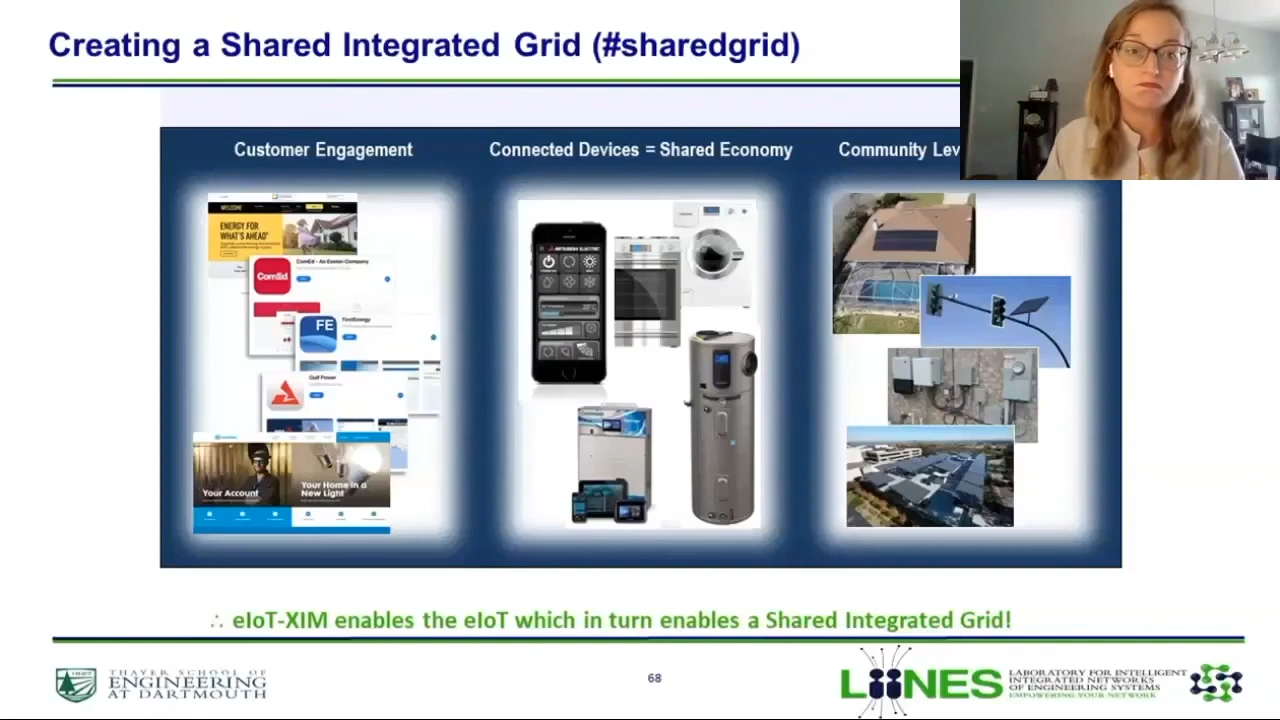 Creating a Shared Integrated Grid (#sharedgrid)
Customer Engagement
Connected Devices = Shared Economy
Community Lev
WELCOME
ENERGY FOR
WHAT'S AHEAD
ComEd
ComEd - An Exelon Company
FE
FirstEnergy
Gulf Power
Your Account
Your Home in a
New Light
MITSUBISHI ELECTRIC
∴ eIoT-XIM enables the eIoT which in turn enables a Shared Integrated Grid!
THAYER SCHOOL OF
ENGINEERING
AT DARTMOUTH
68
LIINES
LABORATORY FOR INTELLIGENT
INTEGRATED NETWORKS
OF ENGINEERING SYSTEMS
EMPOWERING YOUR NETWORK